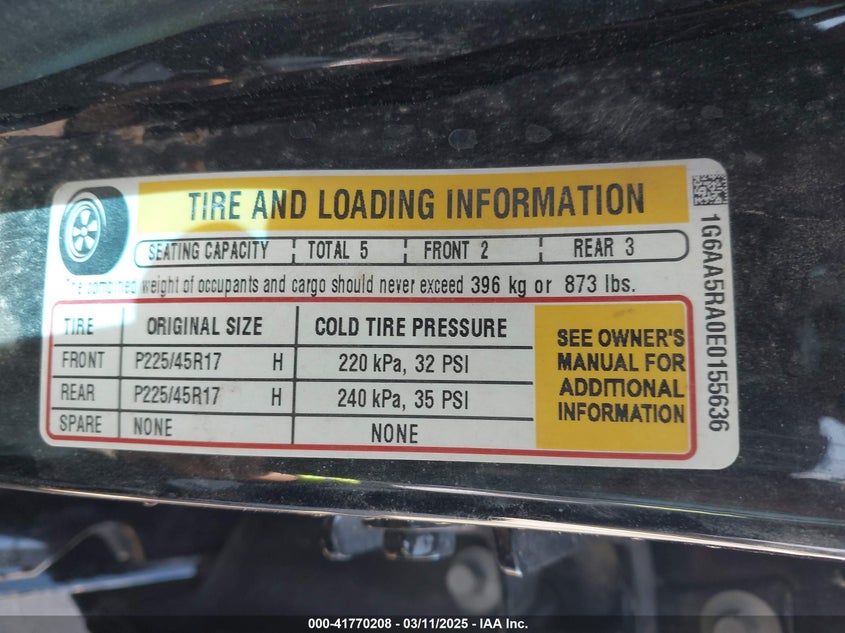 TIRE AND LOADING INFORMATION
SEATING CAPACITY TOTAL 5 FRONT 2 REAR 3
The combined weight of occupants and cargo should never exceed 396 kg or 873 lbs.
TIRE ORIGINAL SIZE COLD TIRE PRESSURE
FRONT P225/45R17 H 220 kPa, 32 PSI
REAR P225/45R17 H 240 kPa, 35 PSI
SPARE NONE NONE
SEE OWNER'S
MANUAL FOR
ADDITIONAL
INFORMATION
1G6AA5RA0E0155636
000-41770208 - 03/11/2025 - IAA Inc.